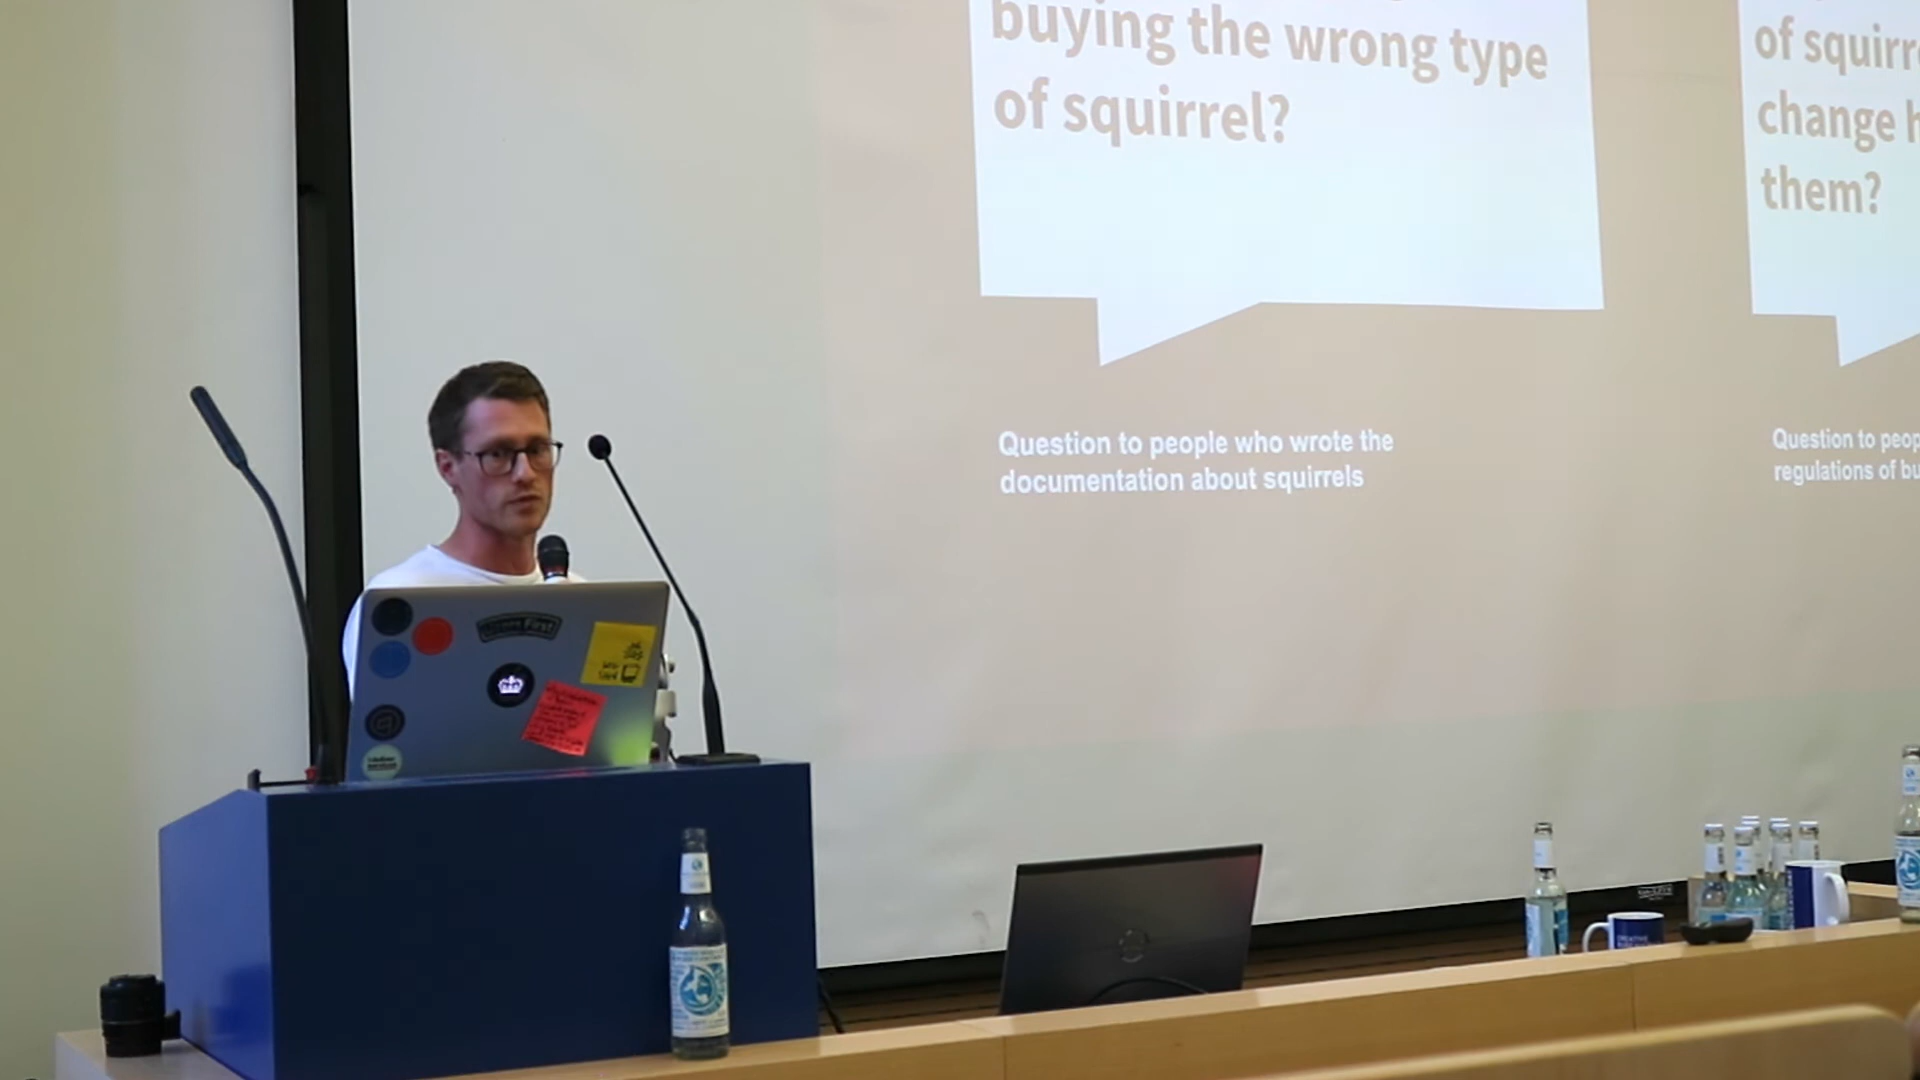 buying the wrong type
of squirrel?
Question to people who wrote the
documentation about squirrels
of squirr
change h
them?
Question to peop
regulations of bu